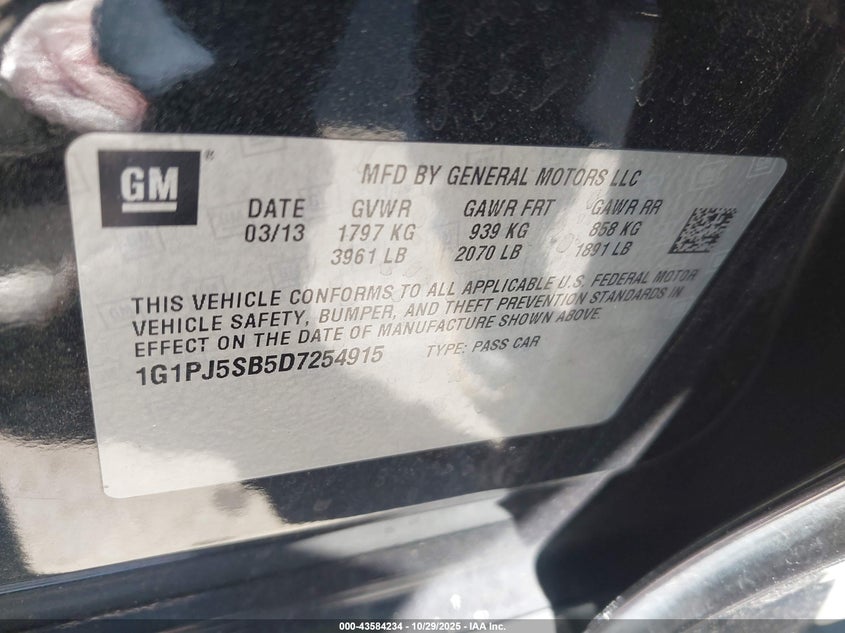 GM ®
MFD BY GENERAL MOTORS LLC
DATE GVWR GAWR FRT GAWR RR
03/13 1797 KG 939 KG 858 KG
3961 LB 2070 LB 1891 LB
THIS VEHICLE CONFORMS TO ALL APPLICABLE U.S. FEDERAL MOTOR
VEHICLE SAFETY, BUMPER, AND THEFT PREVENTION STANDARDS IN
EFFECT ON THE DATE OF MANUFACTURE SHOWN ABOVE.
1G1PJ5SB5D7254915 TYPE: PASS CAR
000-43584234 - 10/29/2025 - IAA Inc.